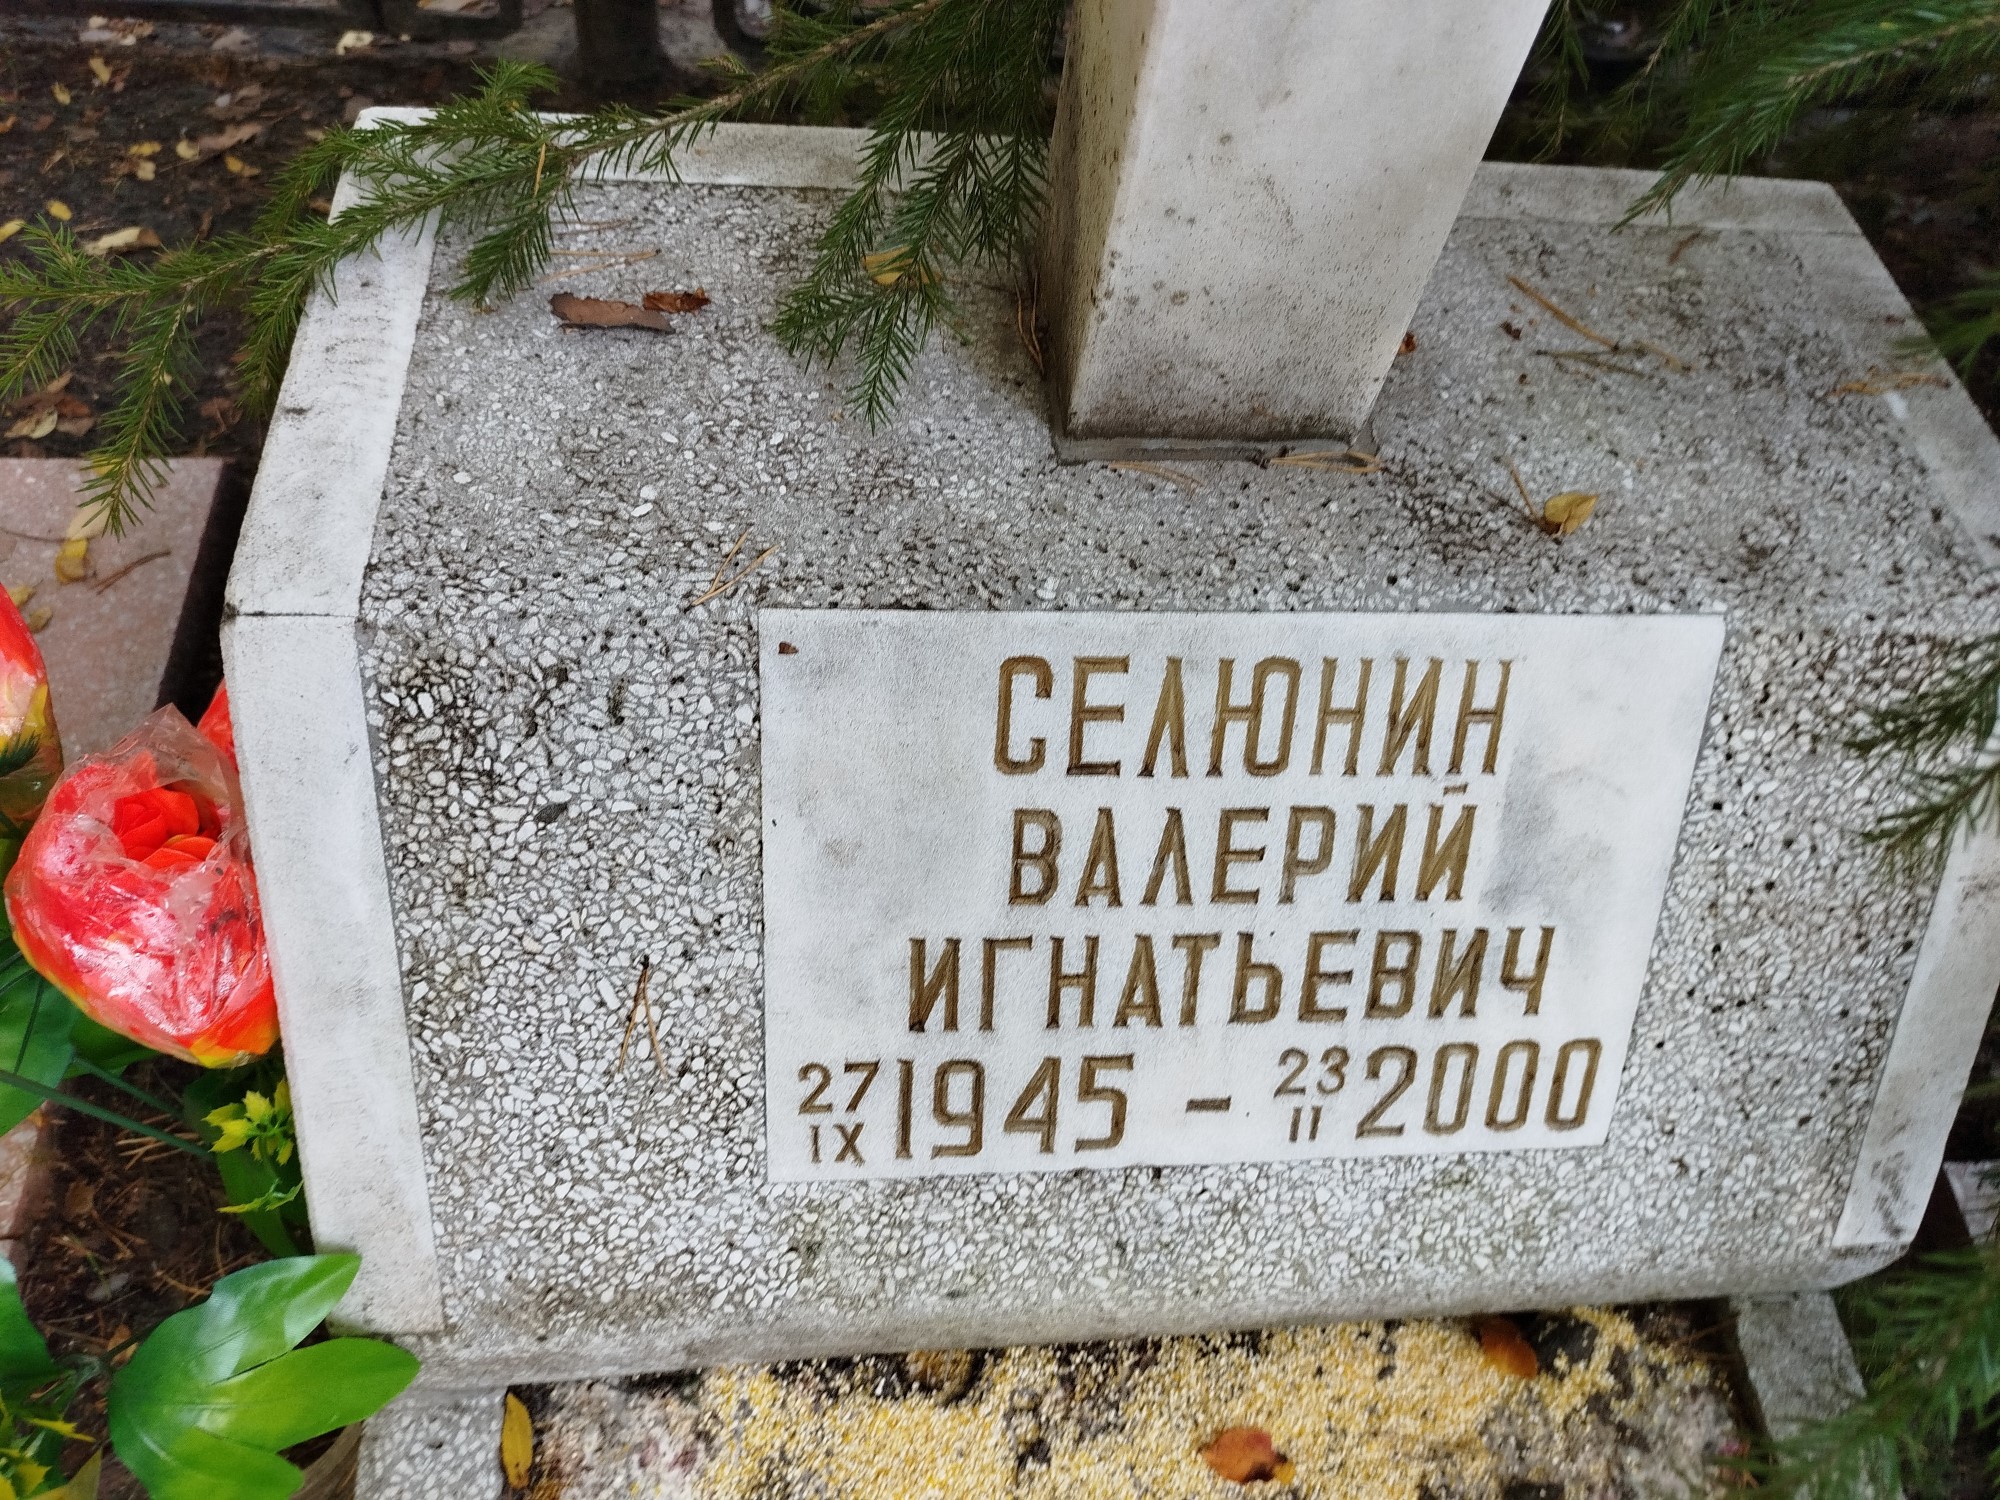 СЕЛЮНИН
ВАЛЕРИЙ
ИГНАТЬЕВИЧ
27 IX 1945 - 23 II 2000